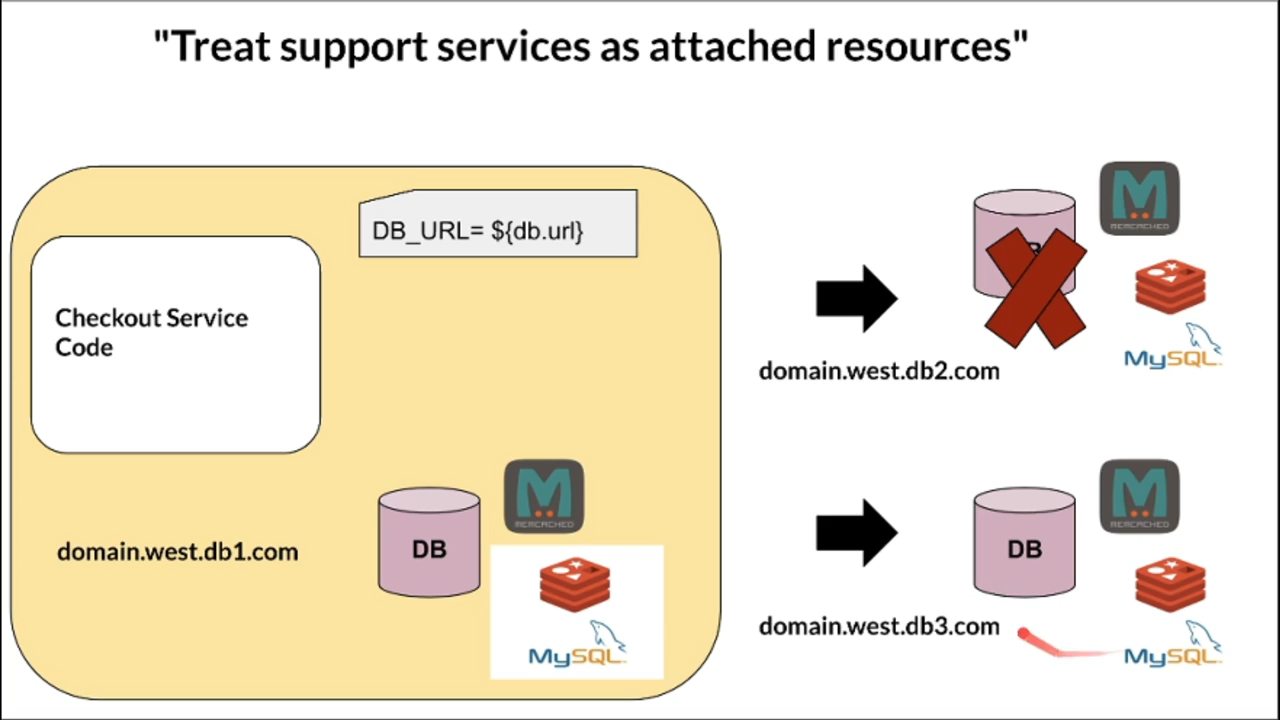 "Treat support services as attached resources"
DB_URL= ${db.url}
Checkout Service
Code
domain.west.db1.com
DB
MEMCACHED
MySQL
MEMCACHED
MySQL
domain.west.db2.com
MEMCACHED
DB
domain.west.db3.com
MySQL